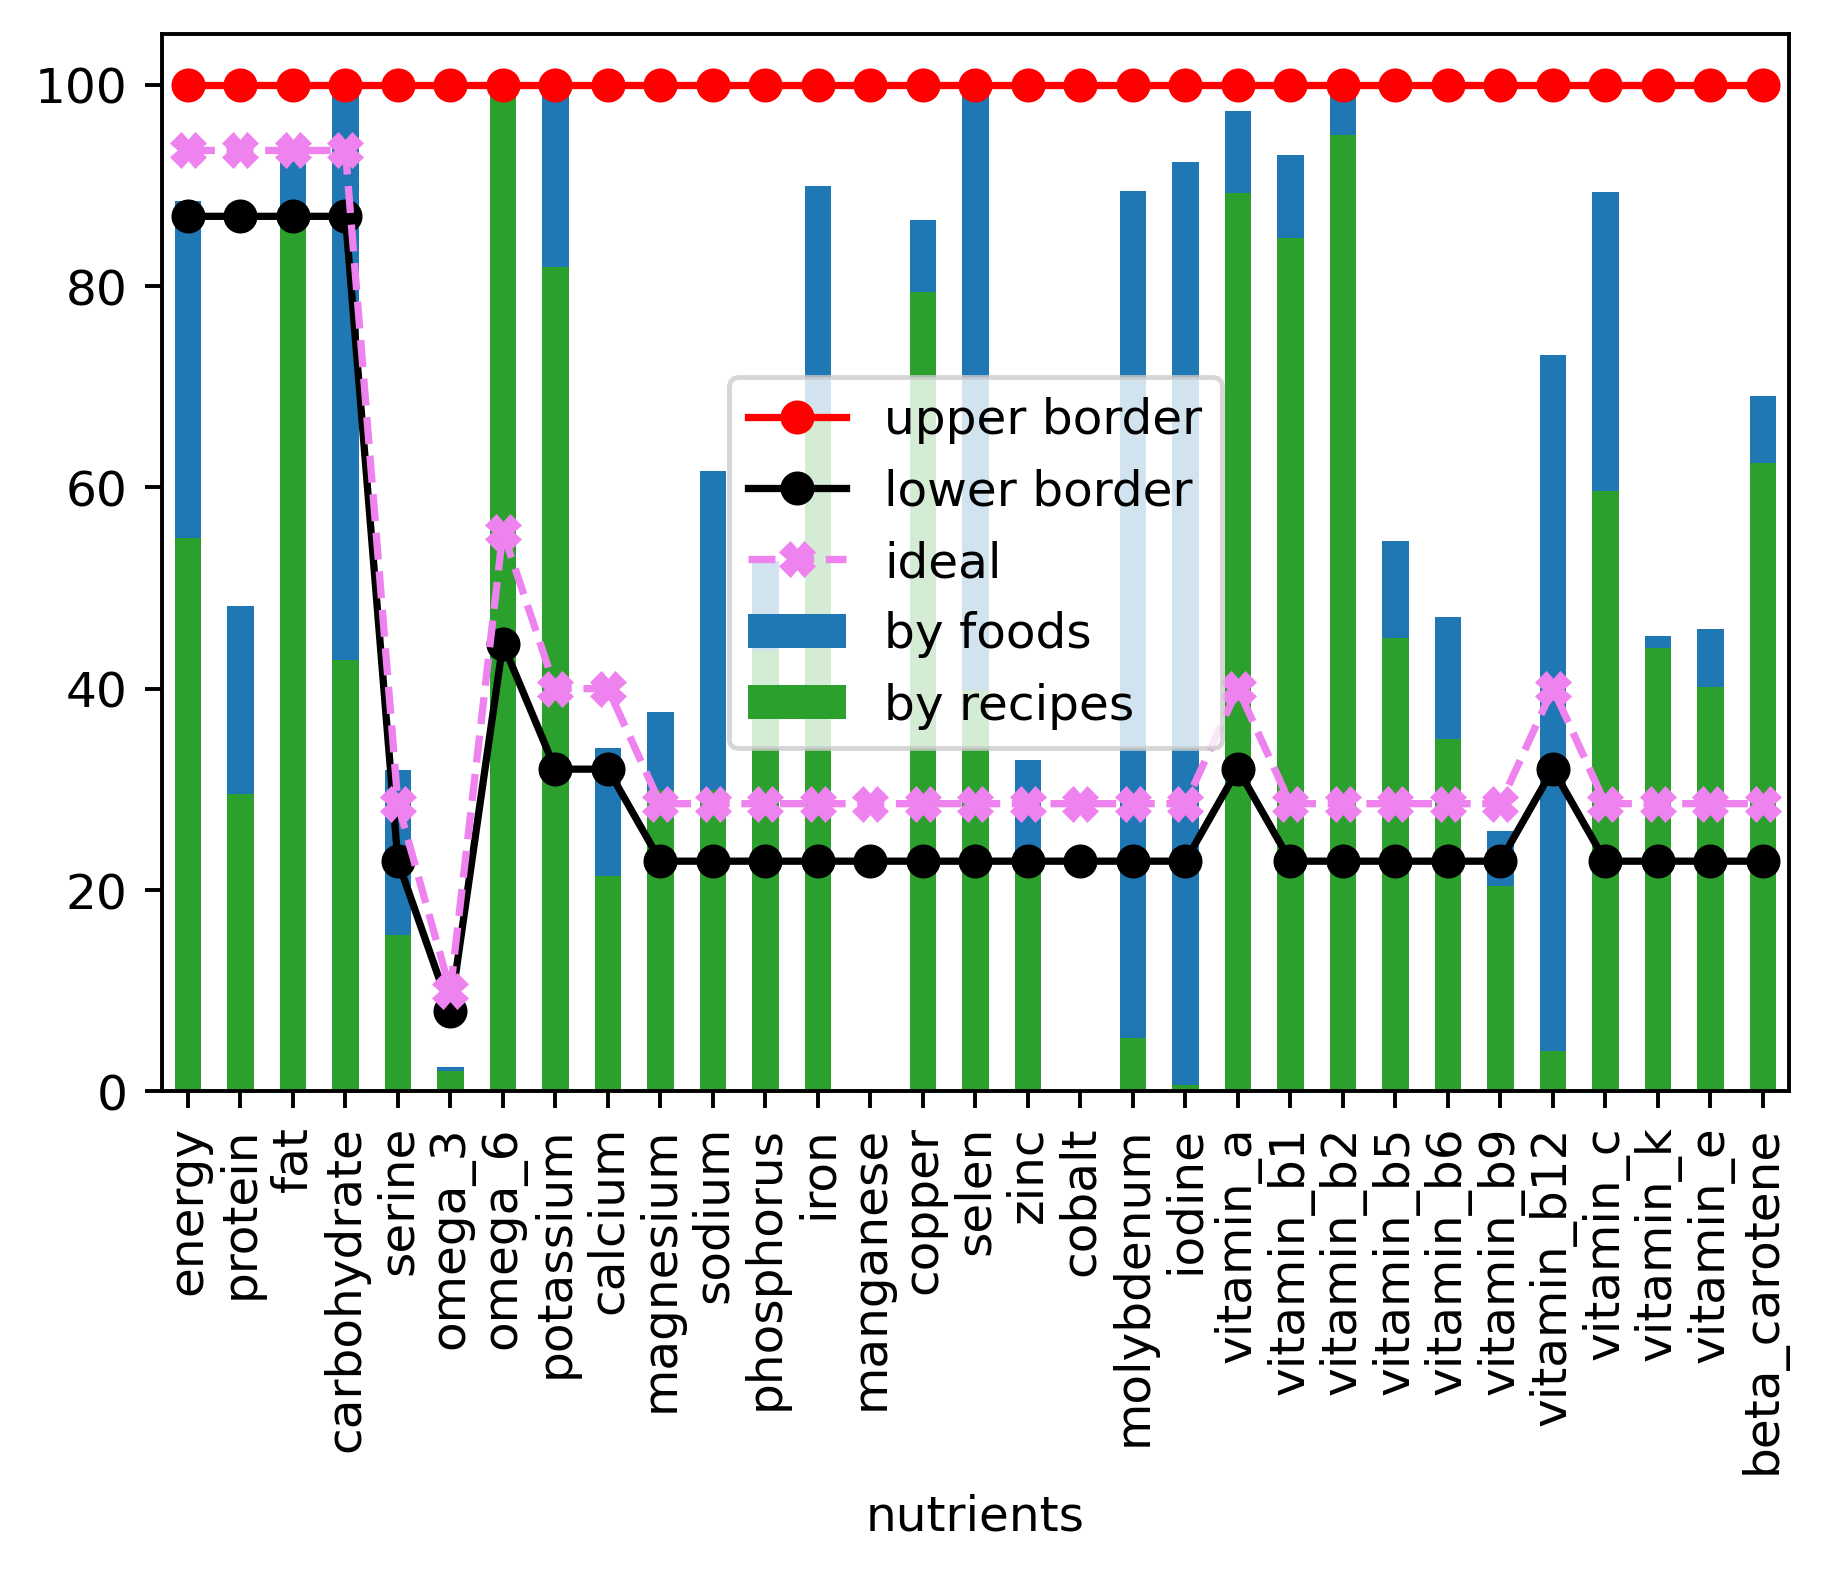 100
80
60
40
20
0
upper border
lower border
ideal
by foods
by recipes
energy
protein
fat
carbohydrate
serine
omega_3
omega_6
potassium
calcium
magnesium
sodium
phosphorus
iron
manganese
copper
selen
zinc
cobalt
molybdenum
iodine
vitamin_a
vitamin_b1
vitamin_b2
vitamin_b5
vitamin_b6
vitamin_b9
vitamin_b12
vitamin_c
vitamin_k
vitamin_e
beta_carotene
nutrients